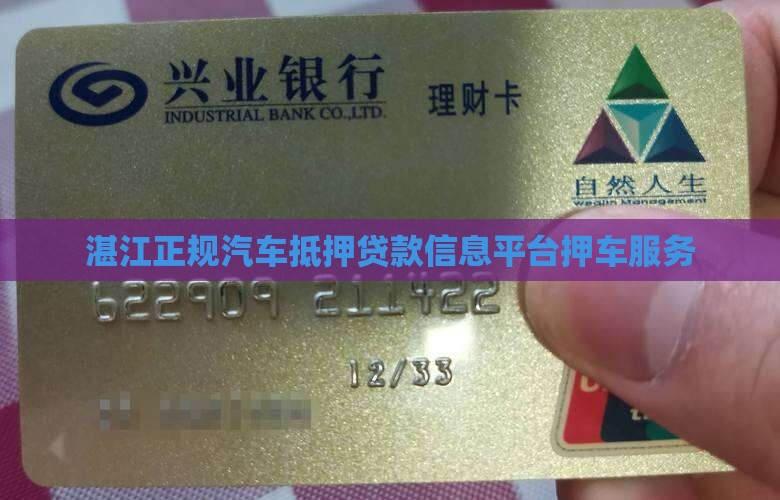 兴业银行
INDUSTRIAL BANK CO.,LTD.
理财卡
自然人生
Wealth Management
湛江正规汽车抵押贷款信息平台押车服务
622909 211422
12/33